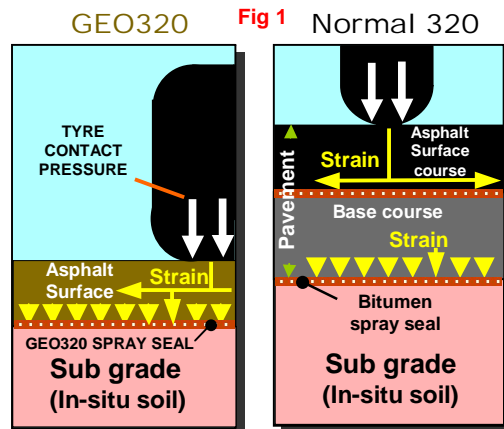 GEO320
Fig 1
Normal 320
TYRE
CONTACT
PRESSURE
Asphalt
Surface
Strain
GEO320 SPRAY SEAL
Sub grade
(In-situ soil)
Pavement
Asphalt
Surface
course
Strain
Base course
Strain
Bitumen
spray seal
Sub grade
(In-situ soil)